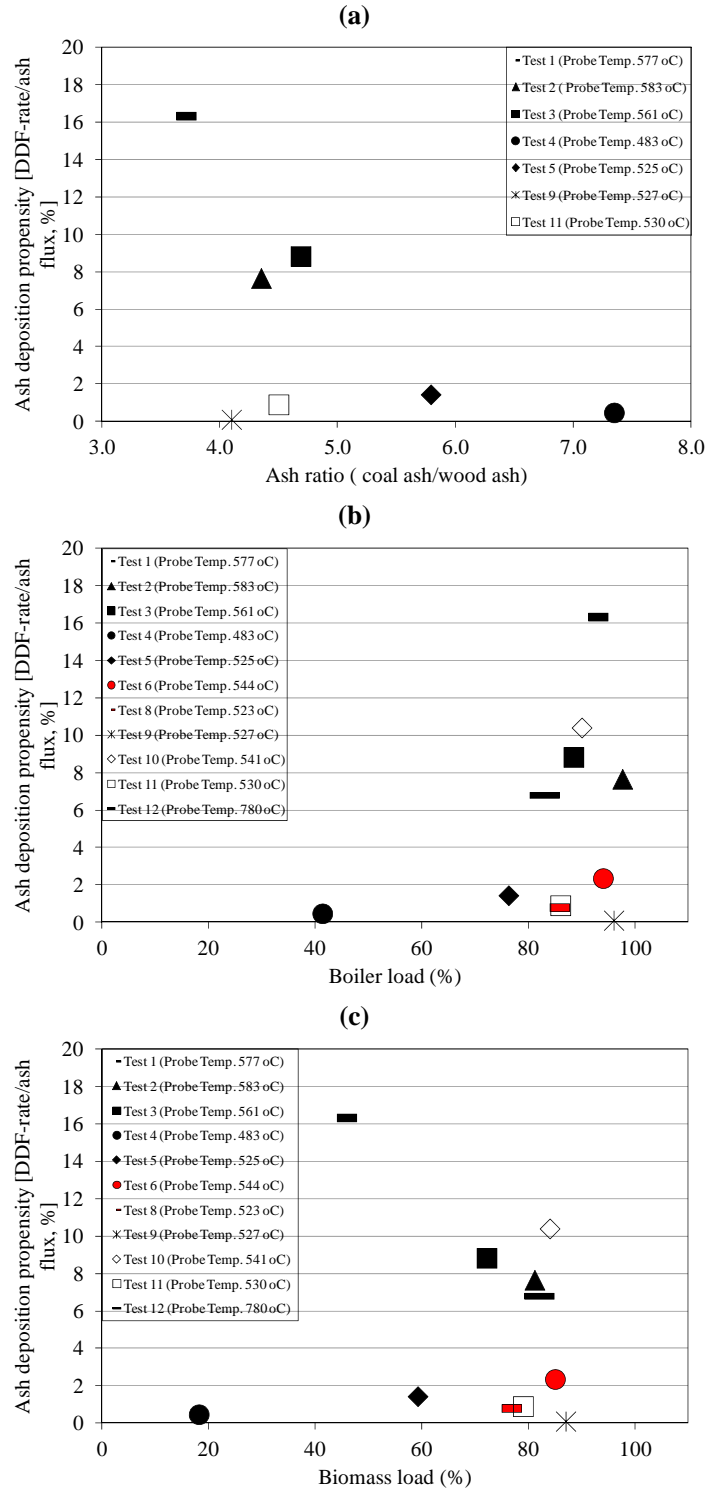 (a)
Ash deposition propensity [DDF-rate/ash
flux, %]
20
18
16
14
12
10
8
6
4
2
0
3.0 4.0 5.0 6.0 7.0 8.0
Ash ratio ( coal ash/wood ash)
Test 1 (Probe Temp. 577 oC)
Test 2 ( Probe Temp. 583 oC)
Test 3 (Probe Temp. 561 oC)
Test 4 (Probe Temp. 483 oC)
Test 5 (Probe Temp. 525 oC)
Test 9 (Probe Temp. 527 oC)
Test 11 (Probe Temp. 530 oC)
(b)
Ash deposition propensity [DDF-rate/ash
flux, %]
20
18
16
14
12
10
8
6
4
2
0
0 20 40 60 80 100
Boiler load (%)
Test 1 (Probe Temp. 577 oC)
Test 2 (Probe Temp. 583 oC)
Test 3 (Probe Temp. 561 oC)
Test 4 (Probe Temp. 483 oC)
Test 5 (Probe Temp. 525 oC)
Test 6 (Probe Temp. 544 oC)
Test 8 (Probe Temp. 523 oC)
Test 9 (Probe Temp. 527 oC)
Test 10 (Probe Temp. 541 oC)
Test 11 (Probe Temp. 530 oC)
Test 12 (Probe Temp. 780 oC)
(c)
Ash deposition propensity [DDF-rate/ash
flux, %]
20
18
16
14
12
10
8
6
4
2
0
0 20 40 60 80 100
Biomass load (%)
Test 1 (Probe Temp. 577 oC)
Test 2 (Probe Temp. 583 oC)
Test 3 (Probe Temp. 561 oC)
Test 4 (Probe Temp. 483 oC)
Test 5 (Probe Temp. 525 oC)
Test 6 (Probe Temp. 544 oC)
Test 8 (Probe Temp. 523 oC)
Test 9 (Probe Temp. 527 oC)
Test 10 (Probe Temp. 541 oC)
Test 11 (Probe Temp. 530 oC)
Test 12 (Probe Temp. 780 oC)